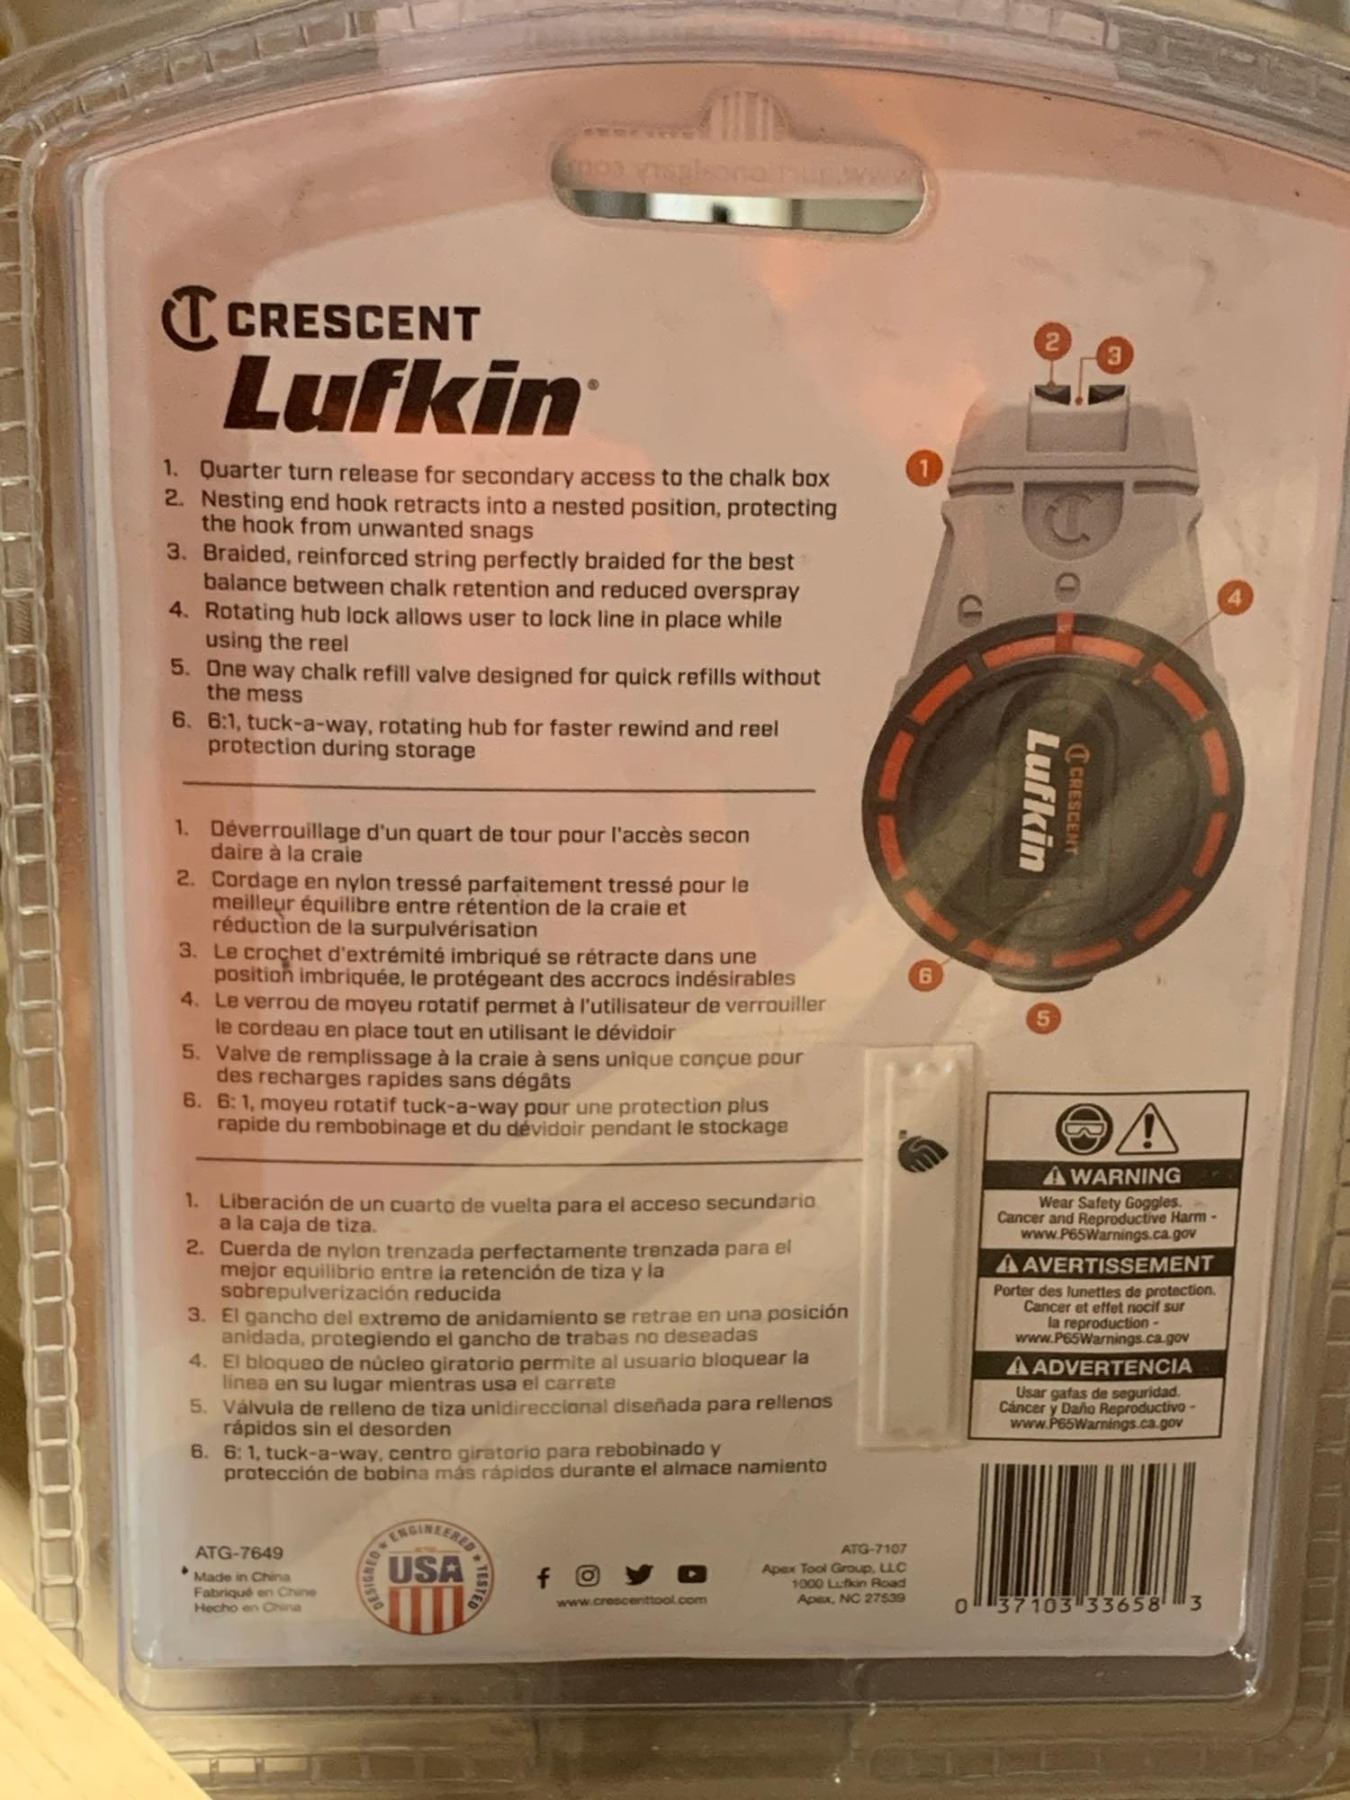 www.auctioncalgary.com
CRESCENT
Lufkin®
1. Quarter turn release for secondary access to the chalk box
2. Nesting end hook retracts into a nested position, protecting
the hook from unwanted snags
3. Braided, reinforced string perfectly braided for the best
balance between chalk retention and reduced overspray
4. Rotating hub lock allows user to lock line in place while
using the reel
5. One way chalk refill valve designed for quick refills without
the mess
6. 6:1, tuck-a-way, rotating hub for faster rewind and reel
protection during storage
1. Déverrouillage d'un quart de tour pour l'accès secon
daire à la craie
2. Cordage en nylon tressé parfaitement tressé pour le
meilleur équilibre entre rétention de la craie et
réduction de la surpulvérisation
3. Le crochet d'extrémité imbriqué se rétracte dans une
position imbriquée, le protégeant des accrocs indésirables
4. Le verrou de moyeu rotatif permet à l'utilisateur de verrouiller
le cordeau en place tout en utilisant le dévidoir
5. Valve de remplissage à la craie à sens unique conçue pour
des recharges rapides sans dégâts
6. 6: 1, moyeu rotatif tuck-a-way pour une protection plus
rapide du rembobinage et du dévidoir pendant le stockage
1. Liberación de un cuarto de vuelta para el acceso secundario
a la caja de tiza.
2. Cuerda de nylon trenzada perfectamente trenzada para el
mejor equilibrio entre la retención de tiza y la
sobrepulverización reducida
3. El gancho del extremo de anidamiento se retrae en una posición
anidada, protegiendo el gancho de trabas no deseadas
4. El bloqueo de núcleo giratorio permite al usuario bloquear la
línea en su lugar mientras usa el carrete
5. Válvula de relleno de tiza unidireccional diseñada para rellenos
rápidos sin el desorden
6. 6: 1, tuck-a-way, centro giratorio para rebobinado y
protección de bobina más rápidos durante el almace namiento
2
3
1
4
CRESCENT
Lufkin
6
5
WARNING
Wear Safety Goggles.
Cancer and Reproductive Harm -
www.P65Warnings.ca.gov
AVERTISSEMENT
Porter des lunettes de protection.
Cancer et effet nocif sur
la reproduction -
www.P65Warnings.ca.gov
ADVERTENCIA
Usar gafas de seguridad.
Cáncer y Daño Reproductivo -
www.P65Warnings.ca.gov
ATG-7649
Made in China
Fabriqué en Chine
Hecho en China
DESIGNED ★ ENGINEERED ★ TESTED
USA
www.crescenttool.com
ATG-7107
Apex Tool Group, LLC
1000 Lufkin Road
Apex, NC 27539
0 37103 33658 3